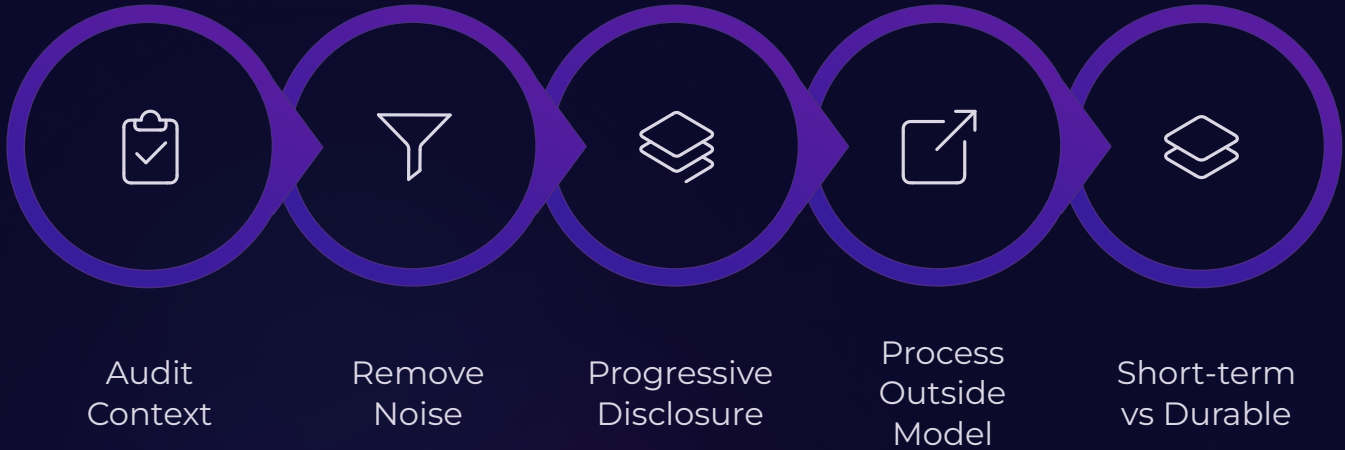 Audit
Context
Remove
Noise
Progressive
Disclosure
Process
Outside
Model
Short-term
vs Durable